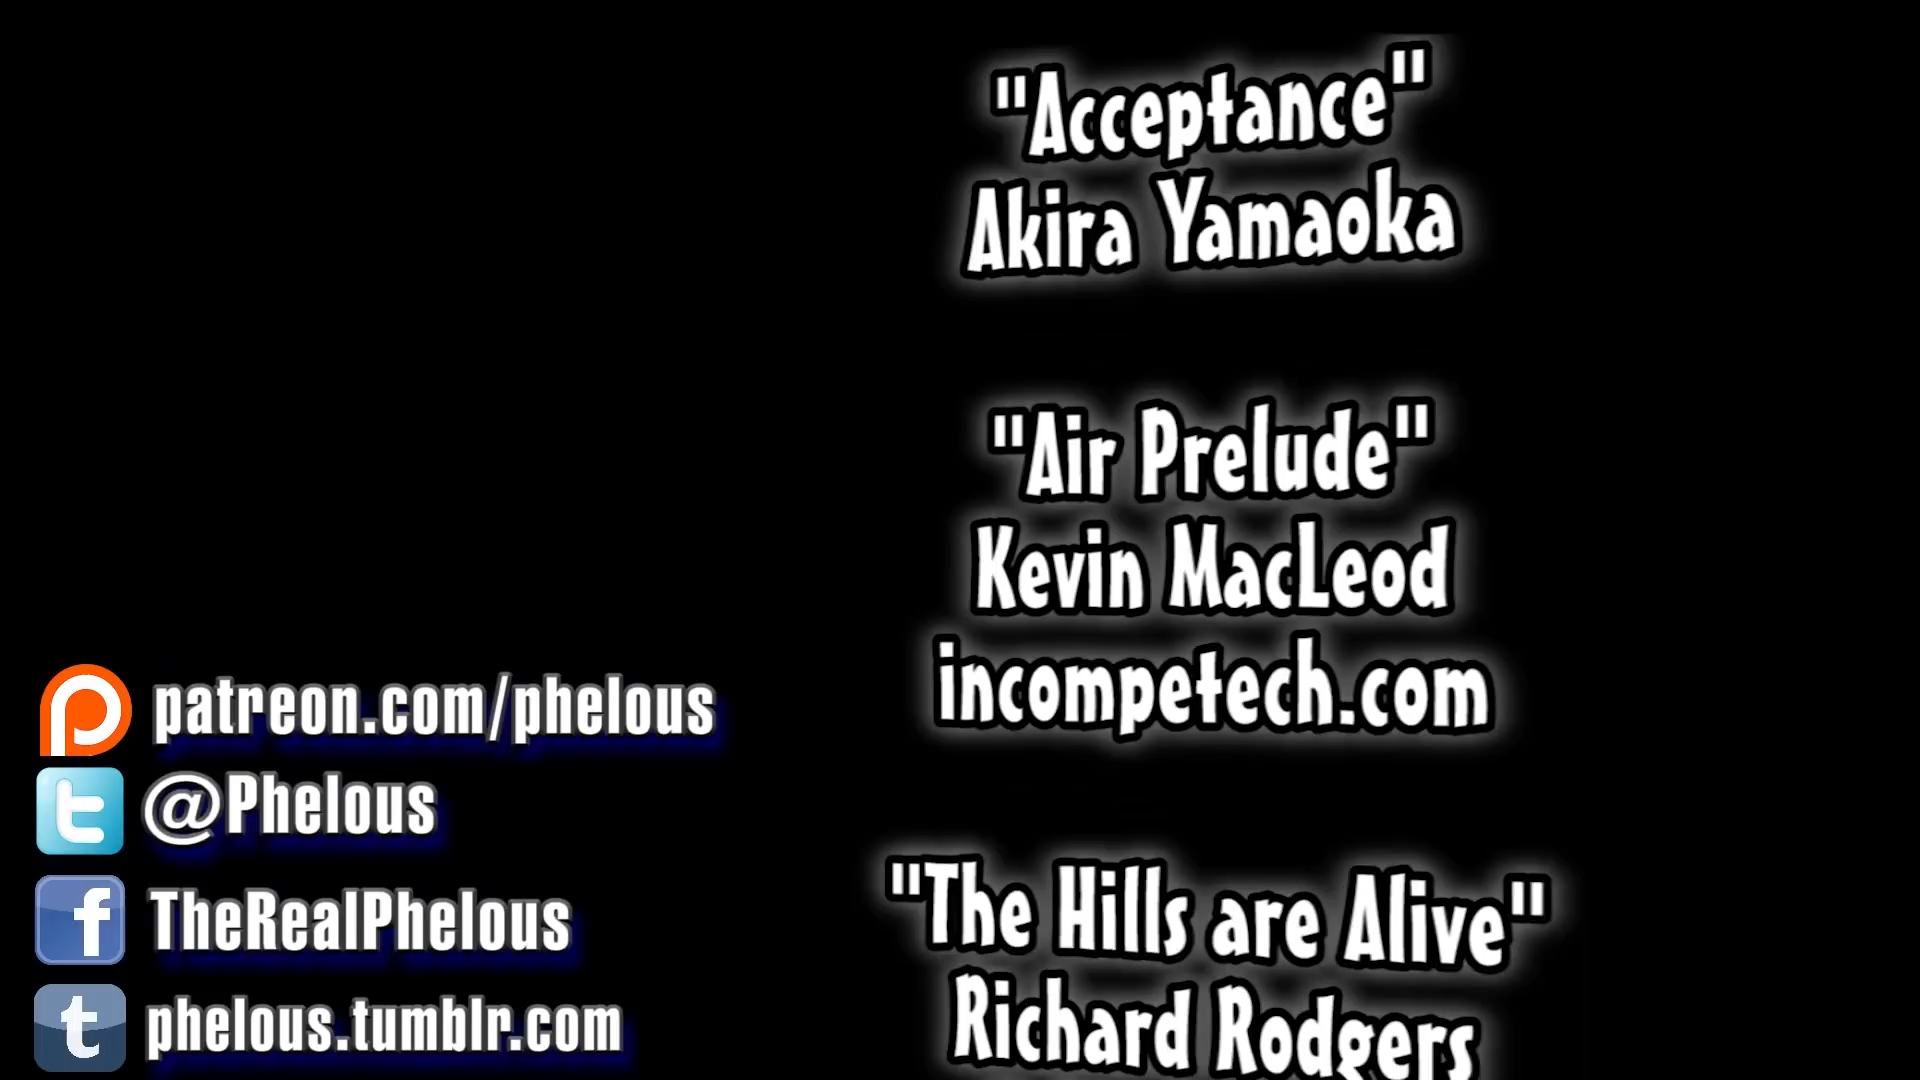 "Acceptance"
Akira Yamaoka
"Air Prelude"
Kevin MacLeod
incompetech.com
"The Hills are Alive"
Richard Rodgers
patreon.com/phelous
@Phelous
TheRealPhelous
phelous.tumblr.com